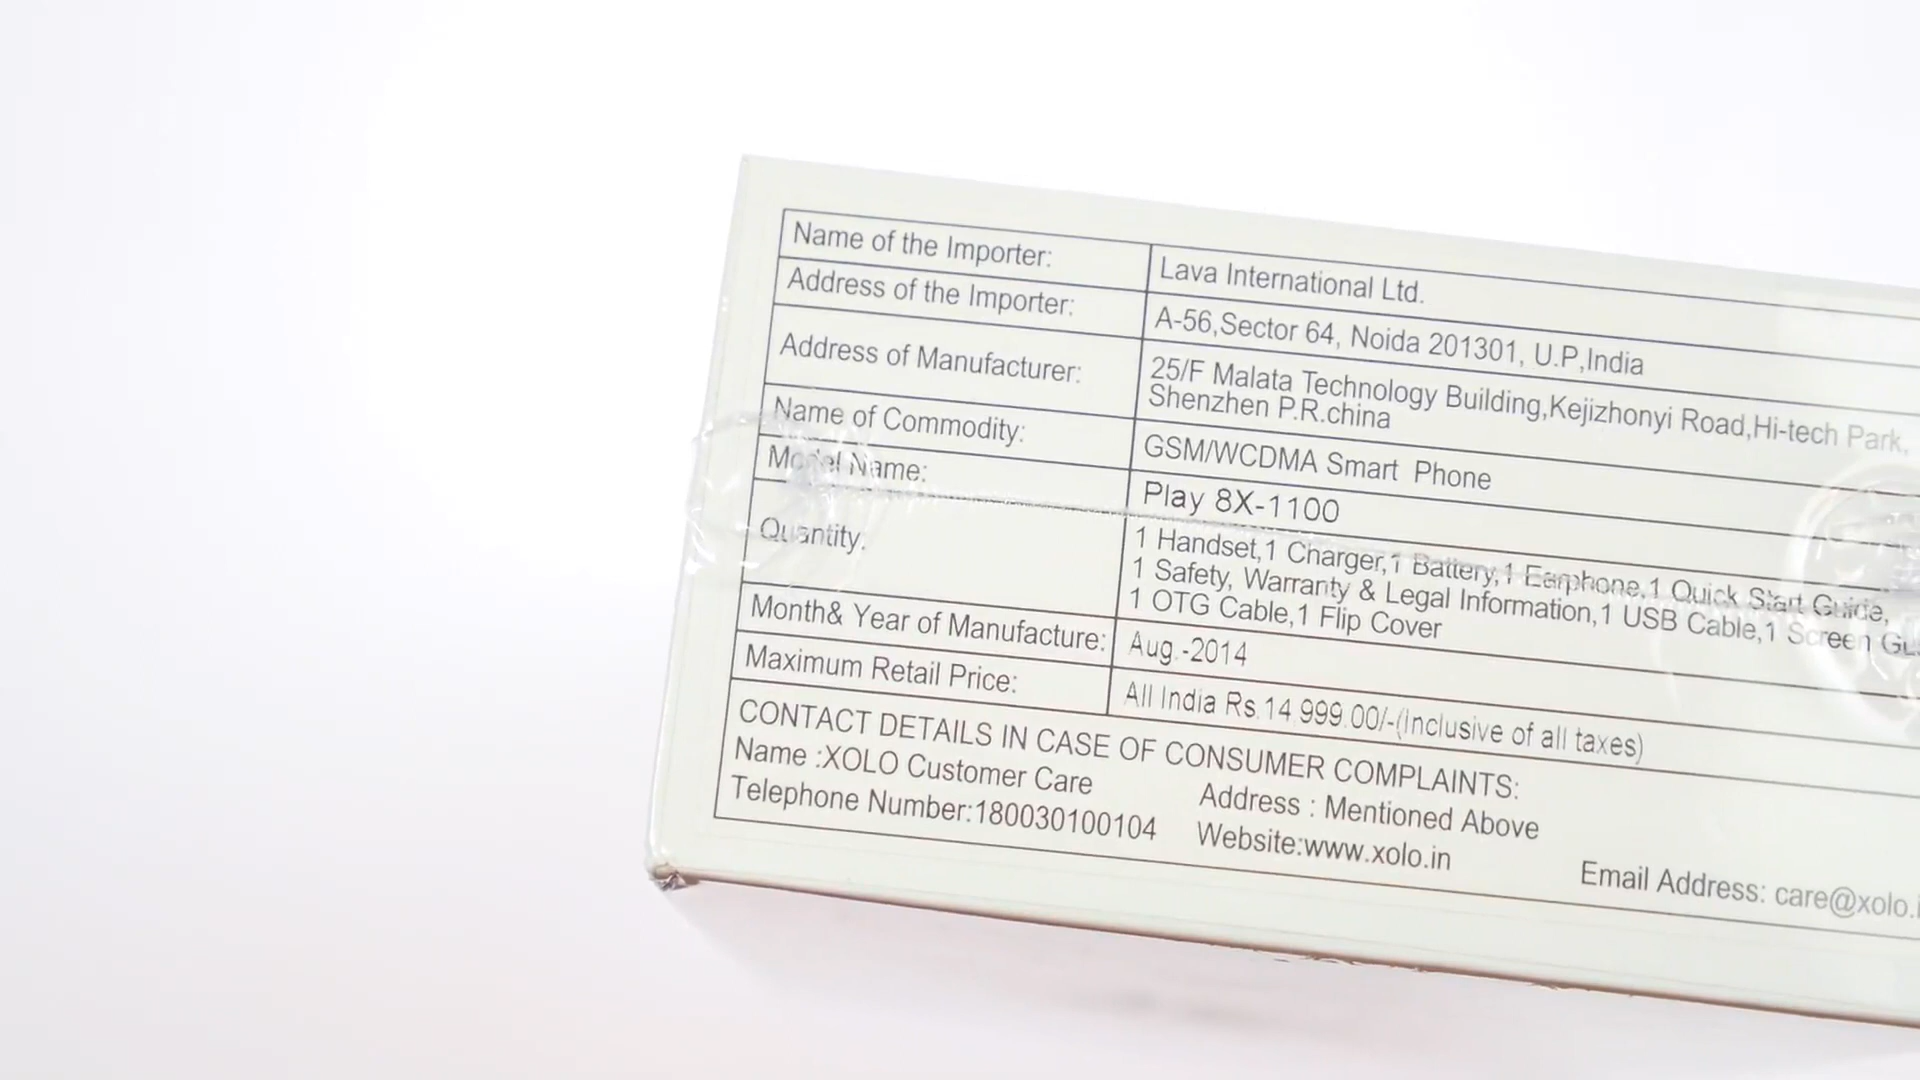 Name of the Importer: Lava International Ltd.
Address of the Importer: A-56,Sector 64, Noida 201301, U.P,India
Address of Manufacturer: 25/F Malata Technology Building,Kejizhonyi Road,Hi-tech Park,
Shenzhen P.R.china
Name of Commodity: GSM/WCDMA Smart Phone
Model Name: Play 8X-1100
Quantity: 1 Handset,1 Charger,1 Battery,1 Earphone,1 Quick Start Guide,
1 Safety, Warranty & Legal Information,1 USB Cable,1 Screen
1 OTG Cable,1 Flip Cover
Month& Year of Manufacture: Aug.-2014
Maximum Retail Price: All India Rs.14,999.00/-(Inclusive of all taxes)
CONTACT DETAILS IN CASE OF CONSUMER COMPLAINTS:
Name :XOLO Customer Care Address : Mentioned Above
Telephone Number:180030100104 Website:www.xolo.in Email Address: care@xolo.i